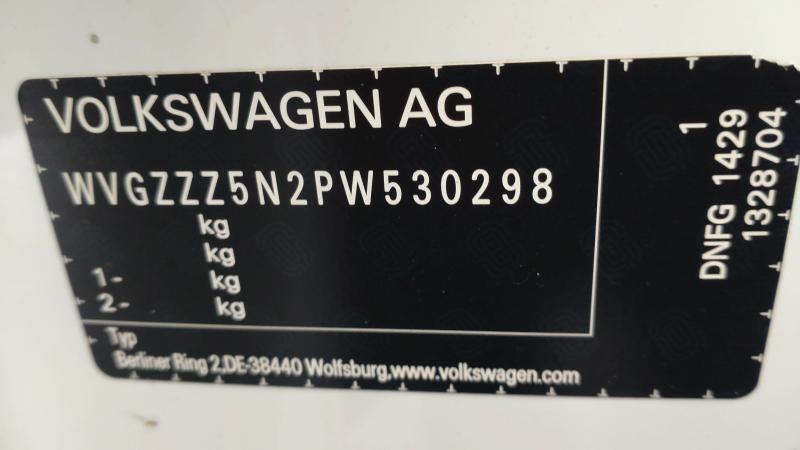 VOLKSWAGEN AG
WVGZZZ5N2PW530298
kg
kg
1- kg
2- kg
Typ
Berliner Ring 2,DE-38440 Wolfsburg,www.volkswagen.com
1
DNFG 1429
1328704